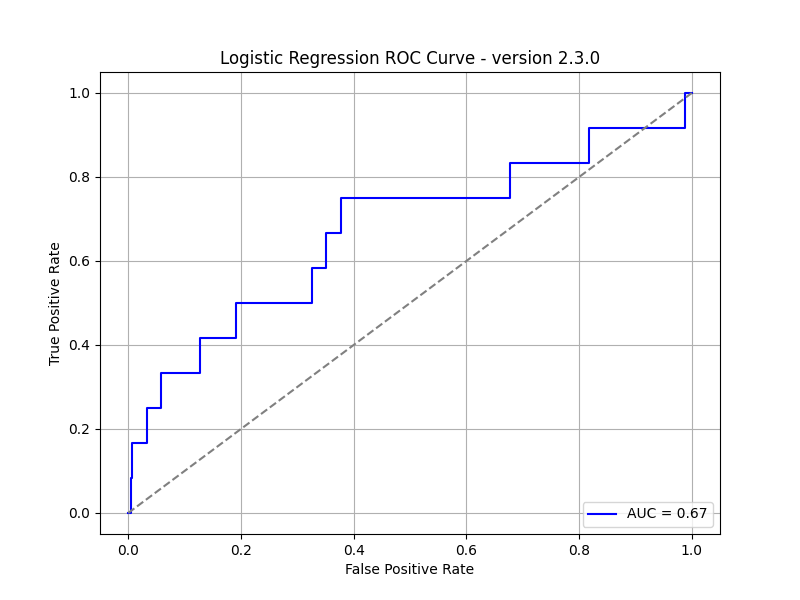 Logistic Regression ROC Curve - version 2.3.0
1.0
0.8
0.6
0.4
0.2
0.0
True Positive Rate
AUC = 0.67
0.0 0.2 0.4 0.6 0.8 1.0
False Positive Rate